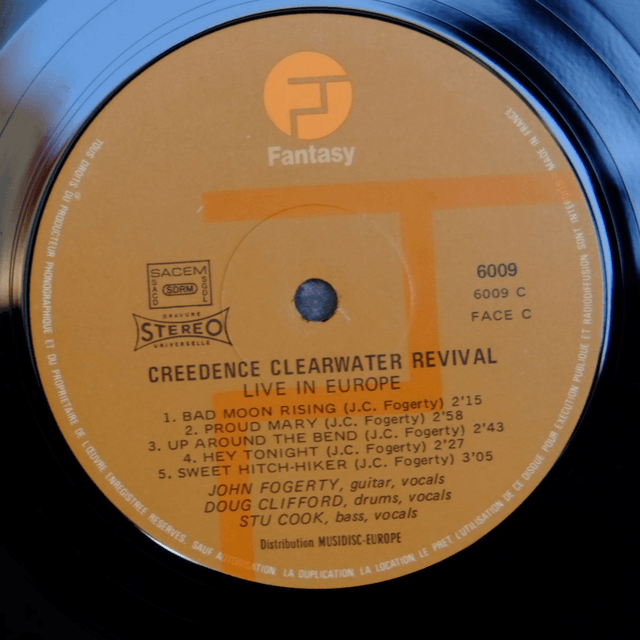 Fantasy
MADE IN FRANCE
SACEM
SACD
SDRM
SGDL
GRAVURE
STEREO
UNIVERSELLE
6009
6009 C
FACE C
CREEDENCE CLEARWATER REVIVAL
LIVE IN EUROPE
1. BAD MOON RISING (J.C. Fogerty) 2'15
2. PROUD MARY (J.C. Fogerty) 2'58
3. UP AROUND THE BEND (J.C. Fogerty) 2'43
4. HEY TONIGHT (J.C. Fogerty) 2'27
5. SWEET HITCH-HIKER (J.C. Fogerty) 3'05
JOHN FOGERTY, guitar, vocals
DOUG CLIFFORD, drums, vocals
STU COOK, bass, vocals
Distribution MUSIDISC-EUROPE
TOUS DROITS DU PRODUCTEUR PHONOGRAPHIQUE ET DU PROPRIETAIRE DE L'ŒUVRE ENREGISTREE RESERVES. SAUF AUTORISATION, LA DUPLICATION, LA LOCATION, LE PRET, L'UTILISATION DE CE DISQUE POUR EXECUTION PUBLIQUE ET RADIODIFFUSION SONT